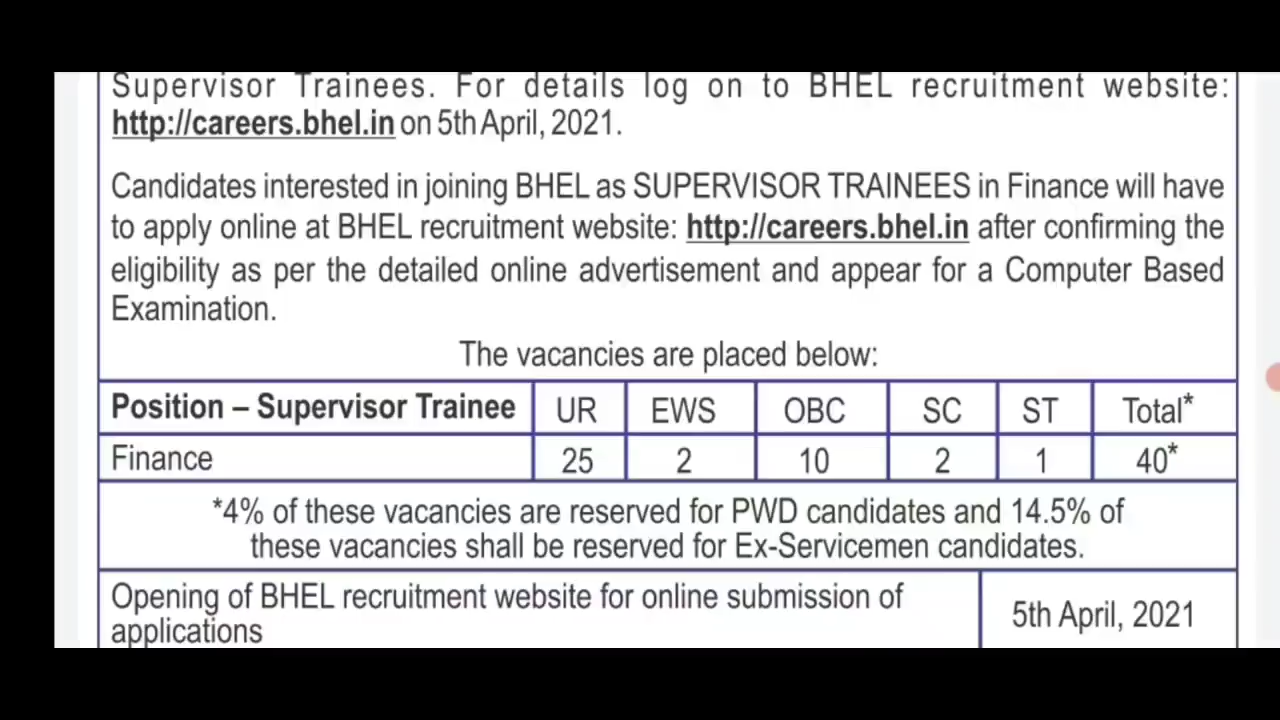 Supervisor Trainees. For details log on to BHEL recruitment website:
http://careers.bhel.in on 5th April, 2021.
Candidates interested in joining BHEL as SUPERVISOR TRAINEES in Finance will have
to apply online at BHEL recruitment website: http://careers.bhel.in after confirming the
eligibility as per the detailed online advertisement and appear for a Computer Based
Examination.
The vacancies are placed below:
Position – Supervisor Trainee UR EWS OBC SC ST Total*
Finance 25 2 10 2 1 40*
*4% of these vacancies are reserved for PWD candidates and 14.5% of
these vacancies shall be reserved for Ex-Servicemen candidates.
Opening of BHEL recruitment website for online submission of
applications
5th April, 2021